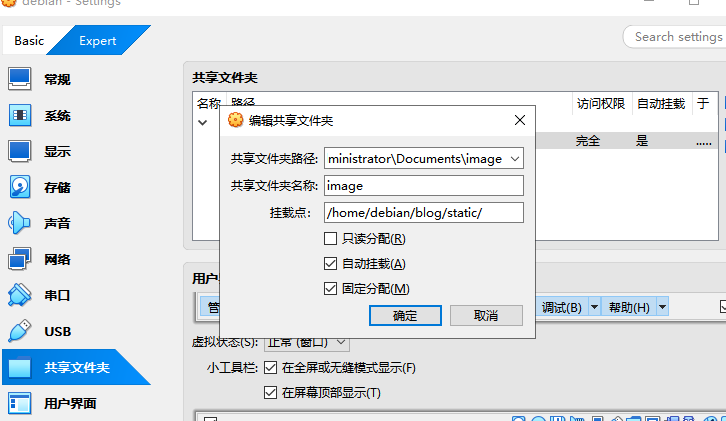 debian - Settings
Basic
Expert
Search settings
常规
系统
显示
存储
声音
网络
串口
USB
共享文件夹
用户界面
共享文件夹
名称 路径 访问权限 自动挂载 于
完全 是 .....
编辑共享文件夹
共享文件夹路径: ministrator\Documents\image
共享文件夹名称: image
挂载点: /home/debian/blog/static/
只读分配(R)
自动挂载(A)
固定分配(M)
确定 取消
调试(B) 帮助(H)
虚拟状态(S): 正常 (窗口)
小工具栏: 在全屏或无缝模式显示(F)
在屏幕顶部显示(T)